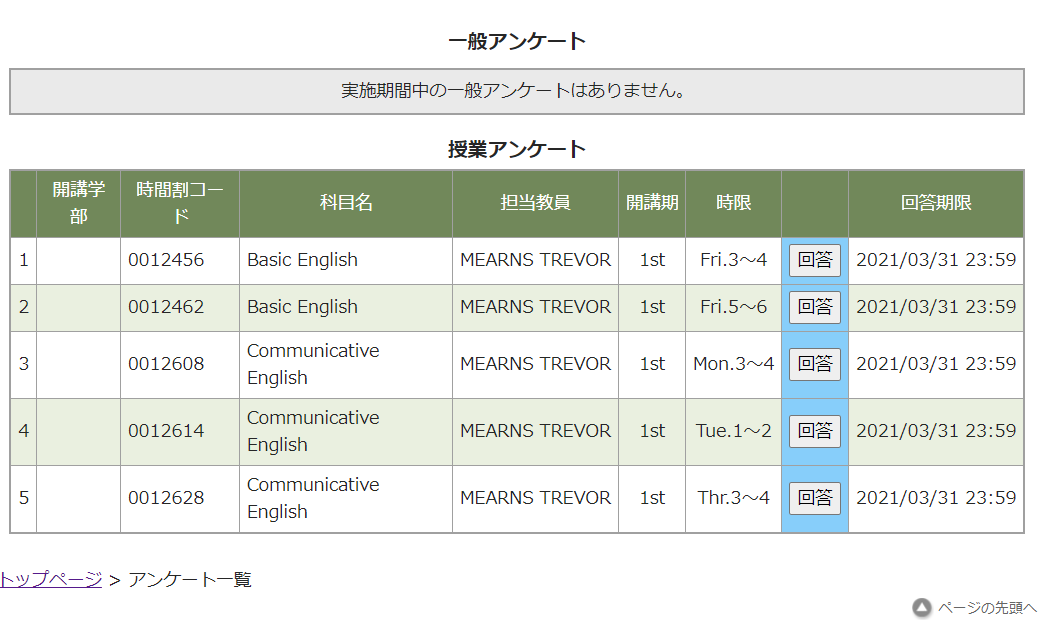 一般アンケート
実施期間中の一般アンケートはありません。
授業アンケート
開講学部 時間割コード 科目名 担当教員 開講期 時限 回答期限
1 0012456 Basic English MEARNS TREVOR 1st Fri.3～4 回答 2021/03/31 23:59
2 0012462 Basic English MEARNS TREVOR 1st Fri.5～6 回答 2021/03/31 23:59
3 0012608 Communicative English MEARNS TREVOR 1st Mon.3～4 回答 2021/03/31 23:59
4 0012614 Communicative English MEARNS TREVOR 1st Tue.1～2 回答 2021/03/31 23:59
5 0012628 Communicative English MEARNS TREVOR 1st Thr.3～4 回答 2021/03/31 23:59
トップページ > アンケート一覧
ページの先頭へ